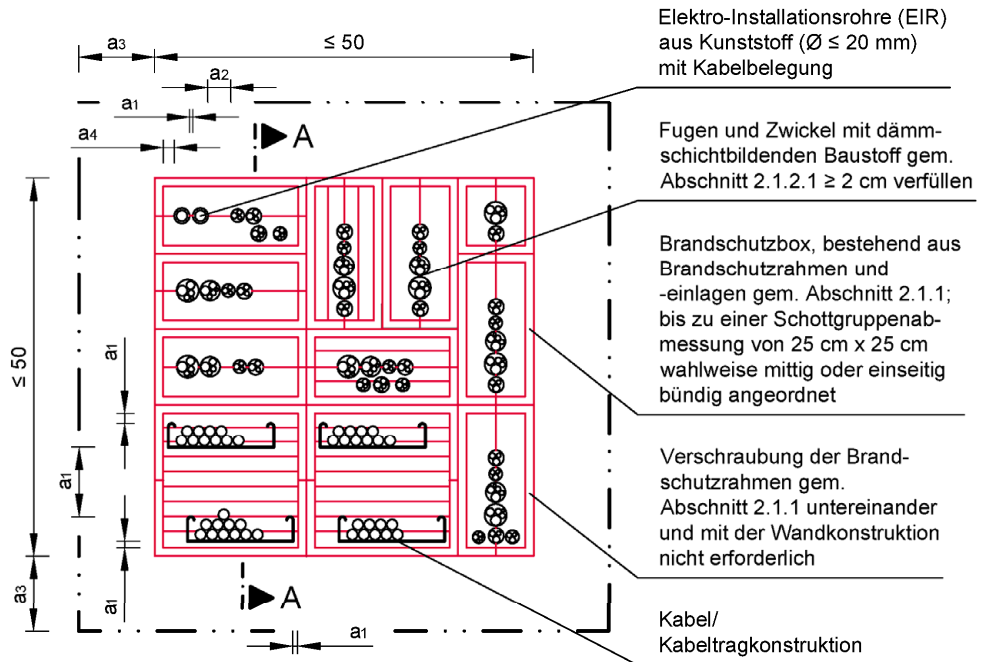 Elektro-Installationsrohre (EIR)
aus Kunststoff (Ø ≤ 20 mm)
mit Kabelbelegung
a3
≤ 50
a2
a1
a4
A
Fugen und Zwickel mit dämm-
schichtbildenden Baustoff gem.
Abschnitt 2.1.2.1 ≥ 2 cm verfüllen
Brandschutzbox, bestehend aus
Brandschutzrahmen und
-einlagen gem. Abschnitt 2.1.1;
bis zu einer Schottgruppenab-
messung von 25 cm x 25 cm
wahlweise mittig oder einseitig
bündig angeordnet
≤ 50
a1
a1
Verschraubung der Brand-
schutzrahmen gem.
Abschnitt 2.1.1 untereinander
und mit der Wandkonstruktion
nicht erforderlich
a3
a1
A
a1
Kabel/
Kabeltragkonstruktion